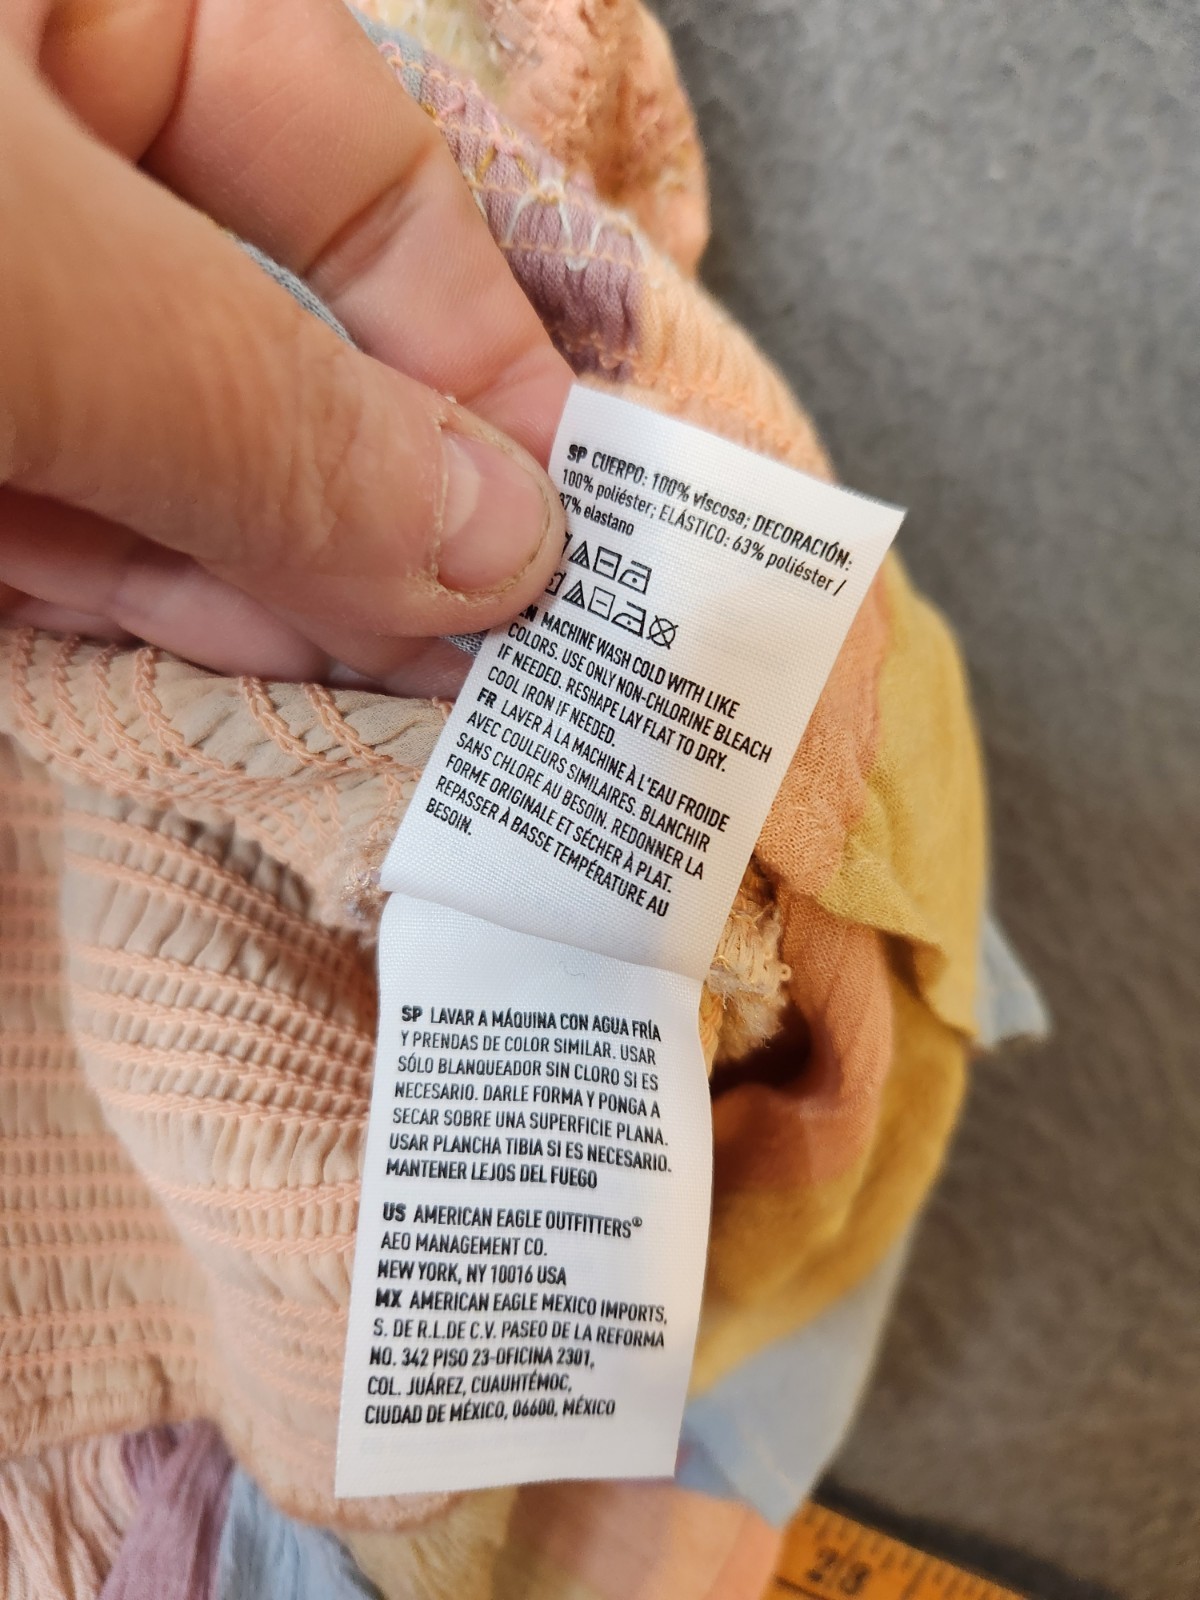 SP CUERPO: 100% viscosa; DECORACIÓN:
100% poliéster; ELÁSTICO: 63% poliéster /
37% elastano
EN MACHINE WASH COLD WITH LIKE
COLORS. USE ONLY NON-CHLORINE BLEACH
IF NEEDED. RESHAPE LAY FLAT TO DRY.
COOL IRON IF NEEDED.
FR LAVER À LA MACHINE À L'EAU FROIDE
AVEC COULEURS SIMILAIRES. BLANCHIR
SANS CHLORE AU BESOIN. REDONNER LA
FORME ORIGINALE ET SÉCHER À PLAT.
REPASSER À BASSE TEMPÉRATURE AU
BESOIN.
SP LAVAR A MÁQUINA CON AGUA FRÍA
Y PRENDAS DE COLOR SIMILAR. USAR
SÓLO BLANQUEADOR SIN CLORO SI ES
NECESARIO. DARLE FORMA Y PONGA A
SECAR SOBRE UNA SUPERFICIE PLANA.
USAR PLANCHA TIBIA SI ES NECESARIO.
MANTENER LEJOS DEL FUEGO
US AMERICAN EAGLE OUTFITTERS®
AEO MANAGEMENT CO.
NEW YORK, NY 10016 USA
MX AMERICAN EAGLE MEXICO IMPORTS,
S. DE R.L.DE C.V. PASEO DE LA REFORMA
NO. 342 PISO 23-OFICINA 2301,
COL. JUÁREZ, CUAUHTÉMOC,
CIUDAD DE MÉXICO, 06600, MÉXICO
28